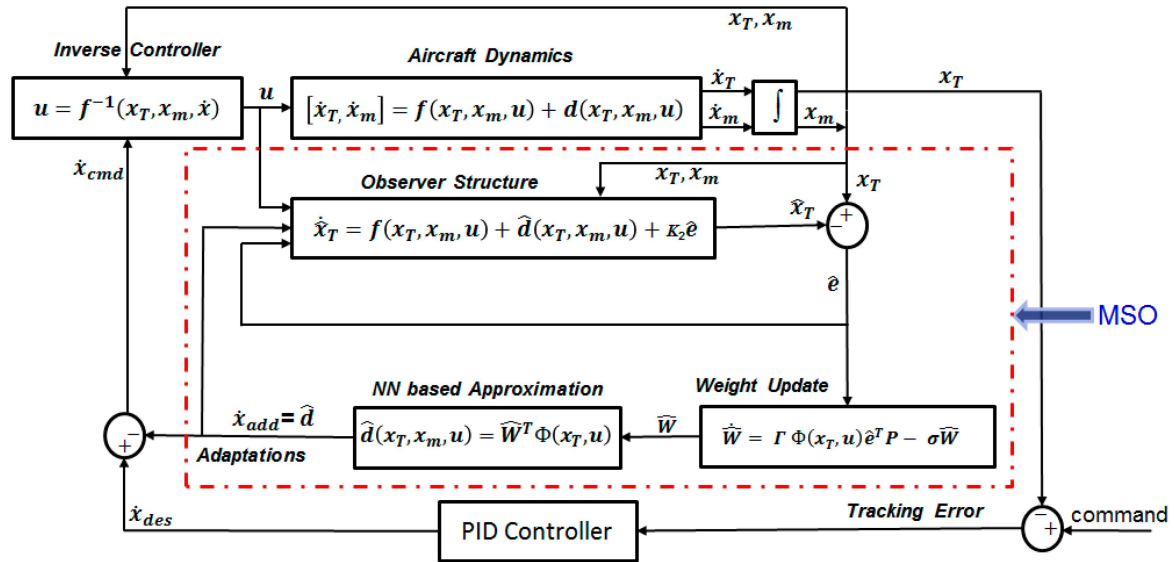 x_T, x_m
Inverse Controller
Aircraft Dynamics
u = f⁻¹(x_T, x_m, ẋ)
u
[ẋ_T, ẋ_m] = f(x_T, x_m, u) + d(x_T, x_m, u)
ẋ_T
ẋ_m
∫
x_T
x_m
ẋ_cmd
Observer Structure
x_T, x_m
x_T
x̂̇_T = f(x_T, x_m, u) + d̂(x_T, x_m, u) + K₂ê
x̂_T
+
−
ê
MSO
NN based Approximation
Weight Update
ẋ_add = d̂
d̂(x_T, x_m, u) = Ŵ^T Φ(x_T, u)
Ŵ
Ŵ̇ = Γ Φ(x_T, u)ê^T P − σŴ
−
+
Adaptations
ẋ_des
PID Controller
Tracking Error
−
+
command